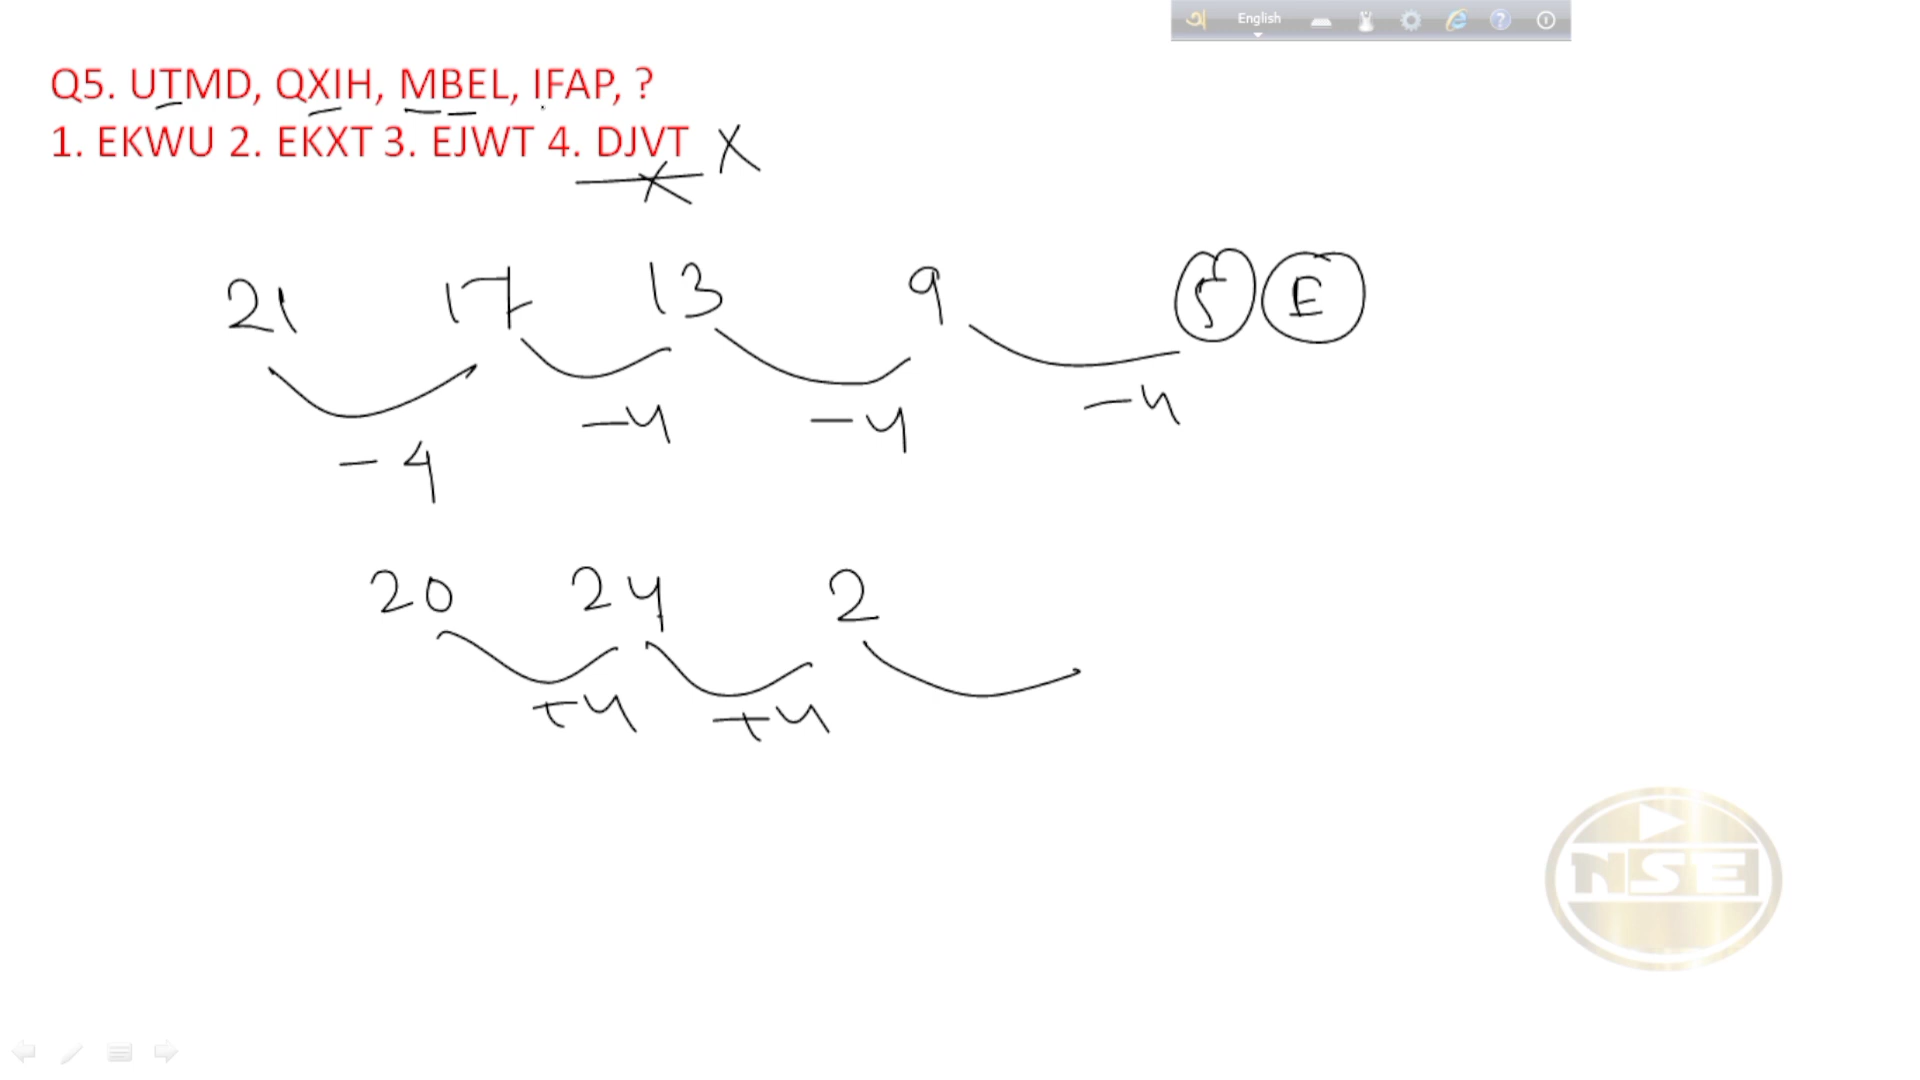 English
Q5. UTMD, QXIH, MBEL, IFAP, ?
1. EKWU 2. EKXT 3. EJWT 4. DJVT X
X
21 17 13 9 5 E
-4 -4 -4 -4
20 24 2
+4 +4
NSE